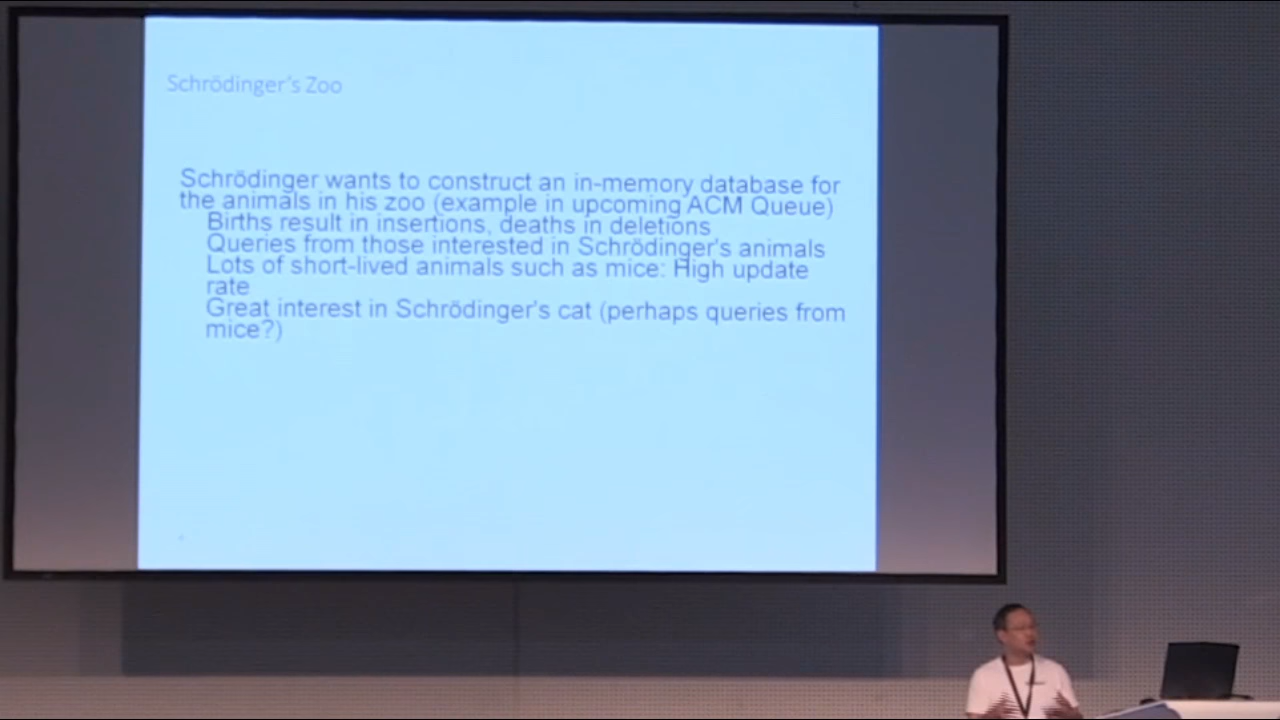 Schrödinger's Zoo
Schrödinger wants to construct an in-memory database for
the animals in his zoo (example in upcoming ACM Queue)
Births result in insertions, deaths in deletions
Queries from those interested in Schrödinger's animals
Lots of short-lived animals such as mice: High update
rate
Great interest in Schrödinger's cat (perhaps queries from
mice?)